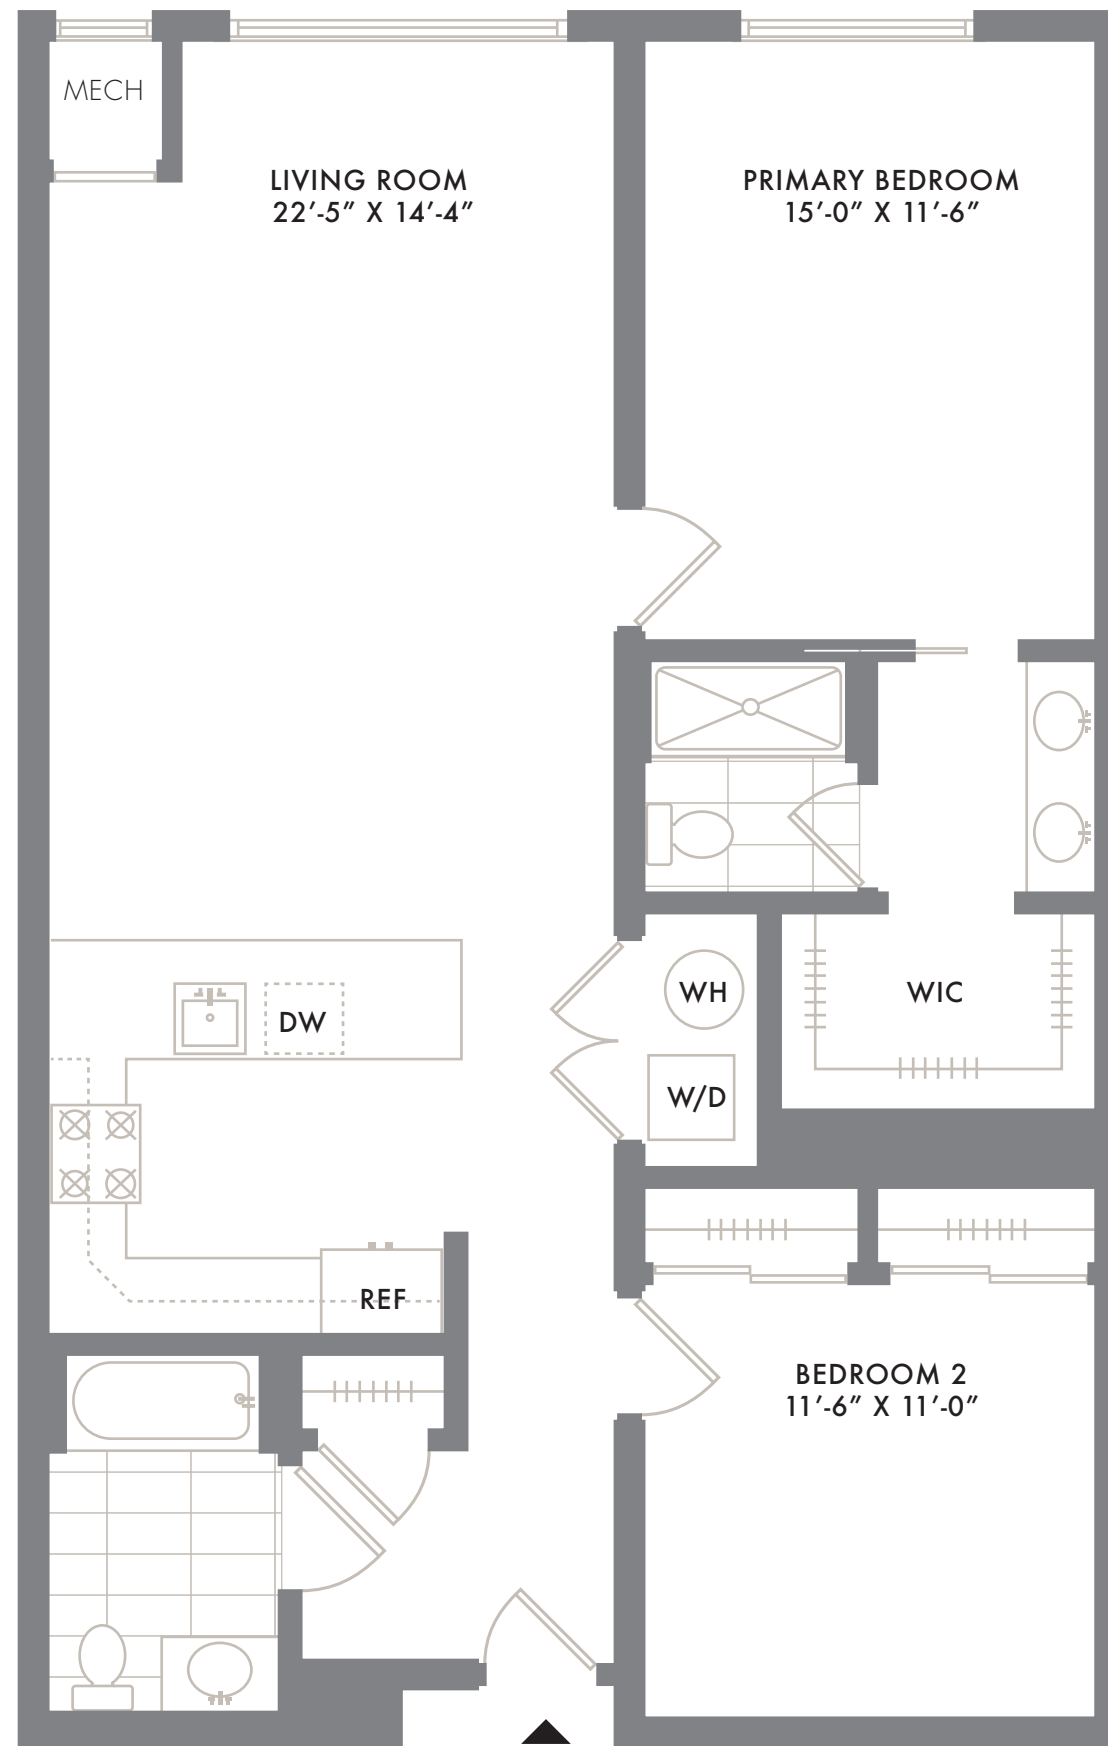 MECH
LIVING ROOM
22′-5″ X 14′-4″
PRIMARY BEDROOM
15′-0″ X 11′-6″
WH
WIC
DW
W/D
REF
BEDROOM 2
11′-6″ X 11′-0″